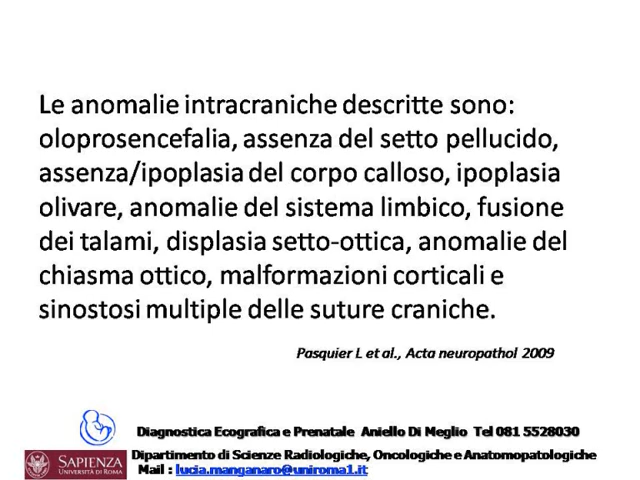 Le anomalie intracraniche descritte sono:
oloprosencefalia, assenza del setto pellucido,
assenza/ipoplasia del corpo calloso, ipoplasia
olivare, anomalie del sistema limbico, fusione
dei talami, displasia setto-ottica, anomalie del
chiasma ottico, malformazioni corticali e
sinostosi multiple delle suture craniche.
Pasquier L et al., Acta neuropathol 2009
Diagnostica Ecografica e Prenatale Aniello Di Meglio Tel 081 5528030
SAPIENZA
UNIVERSITÀ DI ROMA
Dipartimento di Scienze Radiologiche, Oncologiche e Anatomopatologiche
Mail : lucia.manganaro@uniroma1.it